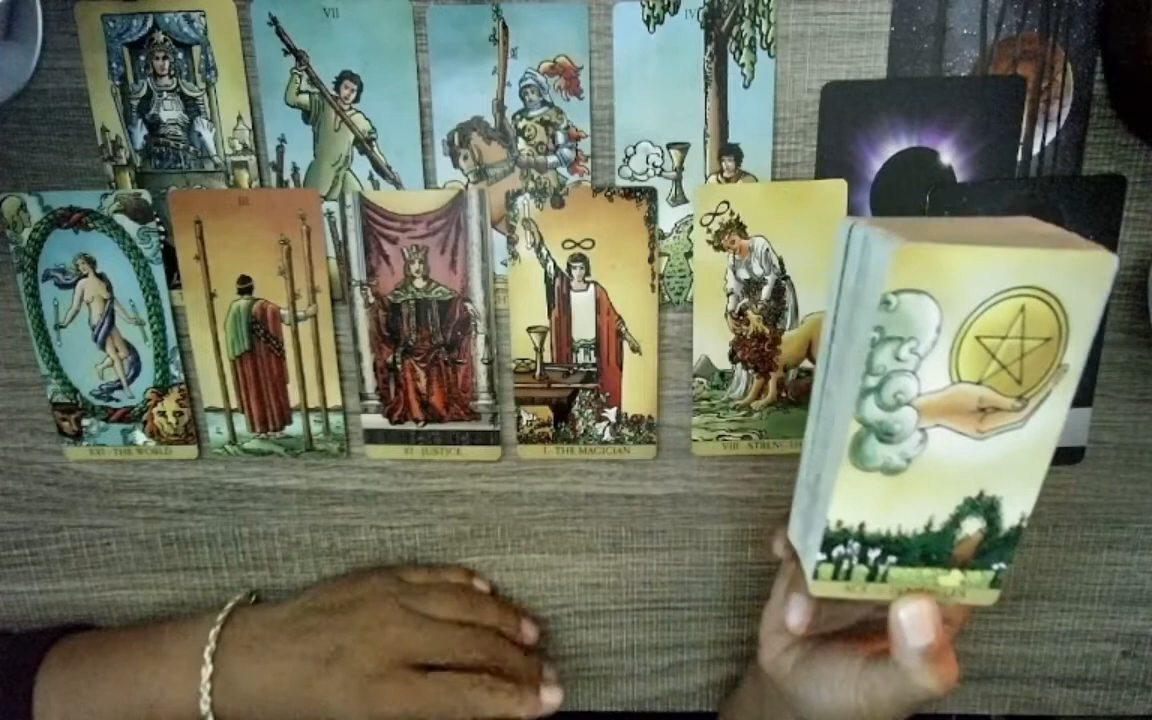 VII
IV
III
XXI · THE WORLD
XI · JUSTICE
I · THE MAGICIAN
VIII · STRENGTH